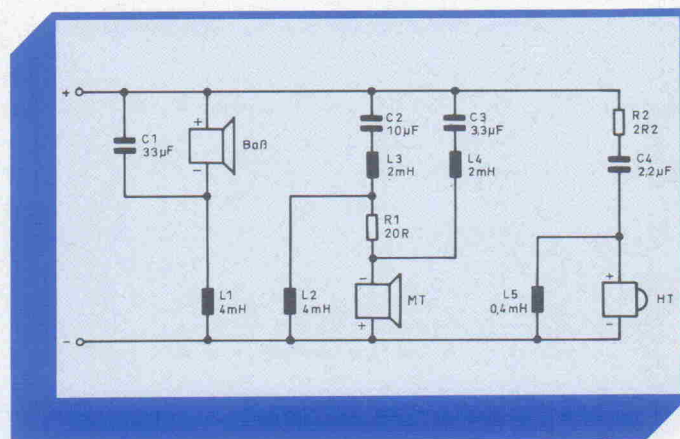 +
C1
33µF
+
Baß
−
C2
10µF
C3
3,3µF
R2
2R2
L3
2mH
L4
2mH
C4
2,2µF
R1
20R
L1
4mH
L2
4mH
−
MT
+
L5
0,4mH
+
HT
−
−